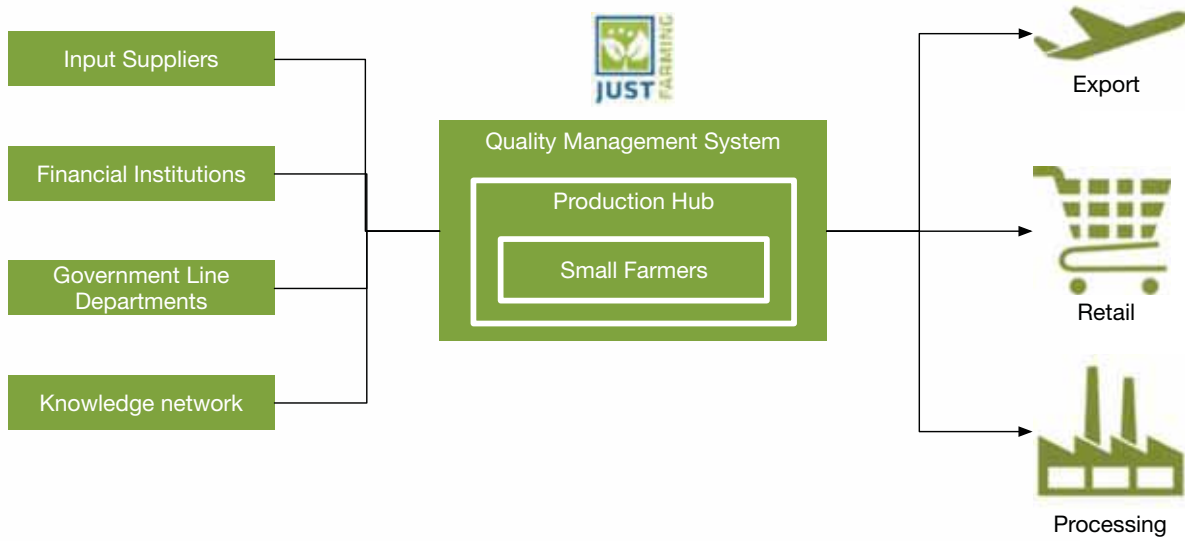 Input Suppliers
Financial Institutions
Government Line
Departments
Knowledge network
JUST
FARMING
Quality Management System
Production Hub
Small Farmers
Export
Retail
Processing